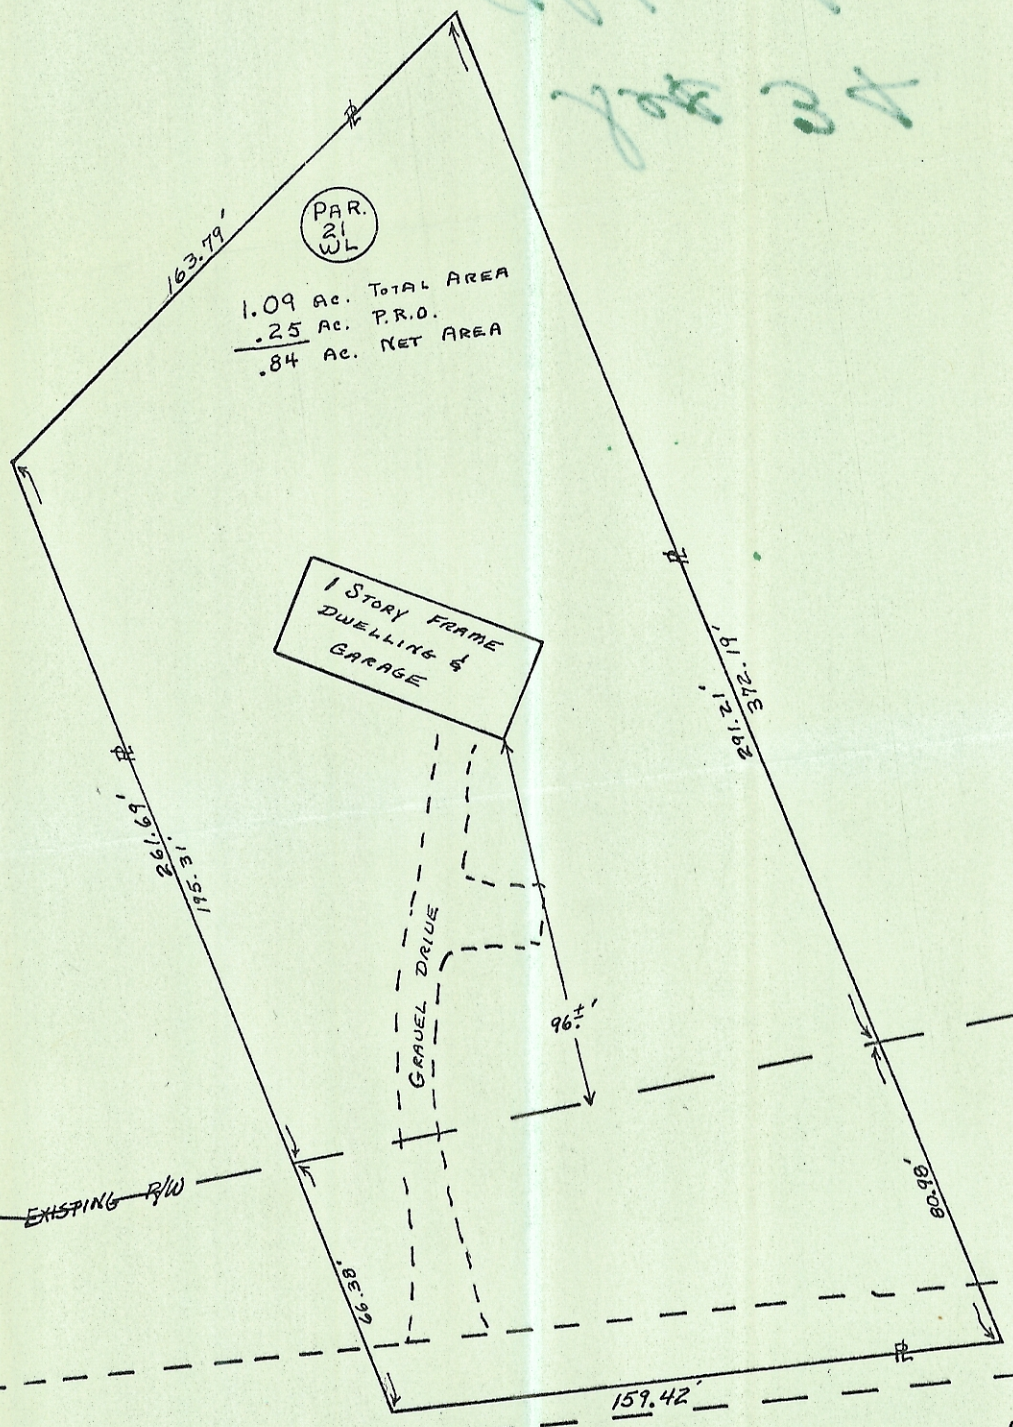 PAR.
21
WL
163.79'
1.09 AC. TOTAL AREA
.25 AC. P.R.O.
.84 AC. NET AREA
1 STORY FRAME
DWELLING &
GARAGE
291.21'
372.19'
261.69'
195.31'
GRAVEL DRIVE
96.±'
EXISTING R/W
80.98'
66.38'
159.42'